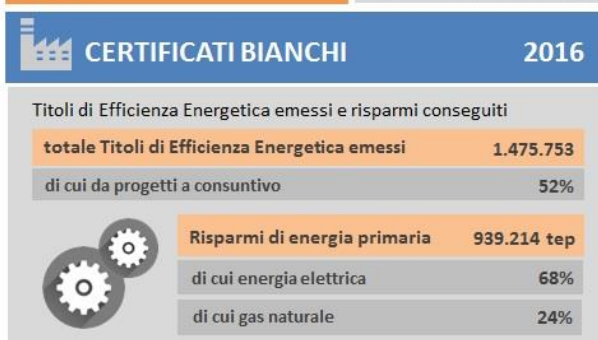 CERTIFICATI BIANCHI 2016
Titoli di Efficienza Energetica emessi e risparmi conseguiti
totale Titoli di Efficienza Energetica emessi 1.475.753
di cui da progetti a consuntivo 52%
Risparmi di energia primaria 939.214 tep
di cui energia elettrica 68%
di cui gas naturale 24%